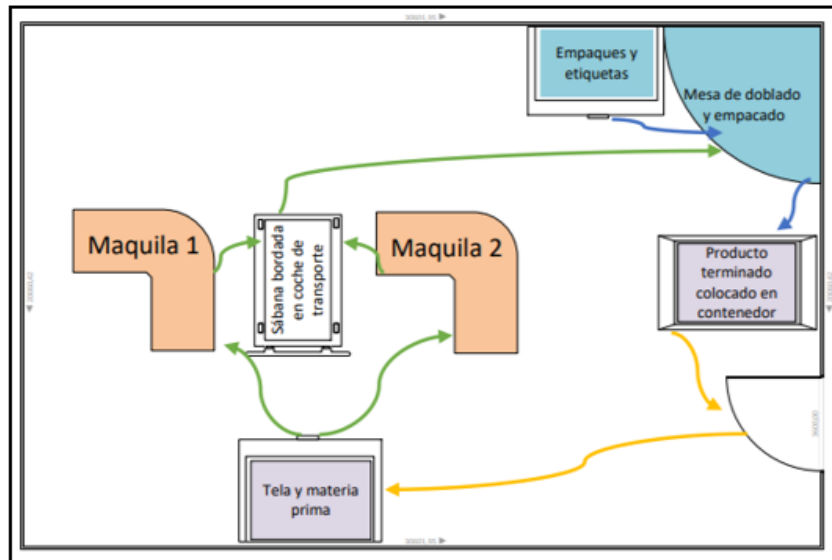 Empaques y
etiquetas
Mesa de doblado
y empacado
Maquila 1
Sábana bordada
en coche de
transporte
Maquila 2
Producto
terminado
colocado en
contenedor
Tela y materia
prima